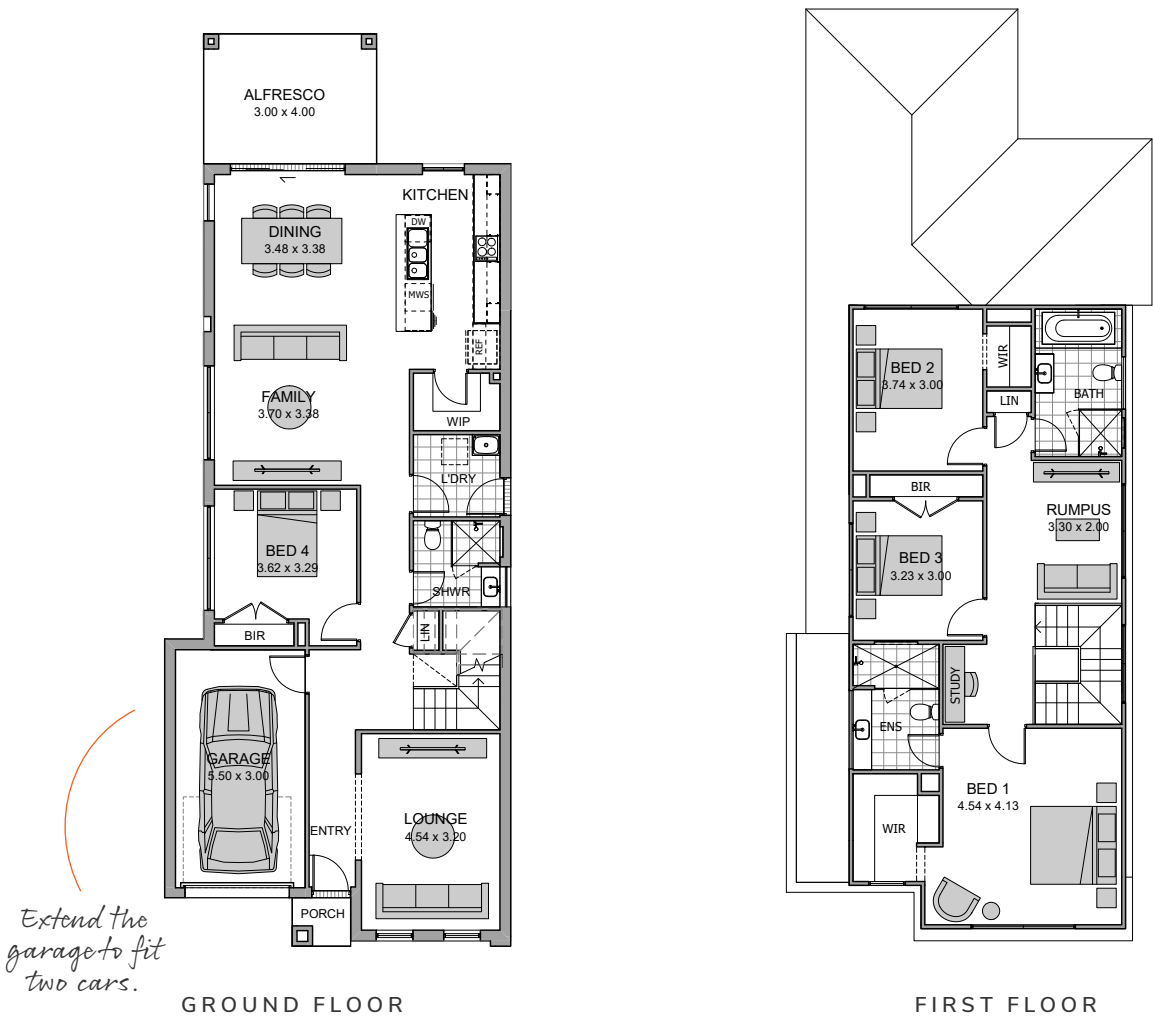 ALFRESCO
3.00 x 4.00
KITCHEN
DW
DINING
3.48 x 3.38
MWS
REF
FAMILY
3.70 x 3.38
WIP
L'DRY
BED 4
3.62 x 3.29
SHWR
BIR
LIN
GARAGE
5.50 x 3.00
LOUNGE
4.54 x 3.20
ENTRY
PORCH
Extend the
garage to fit
two cars.
GROUND FLOOR
BED 2
3.74 x 3.00
WIR
LIN
BATH
BIR
RUMPUS
3.30 x 2.00
BED 3
3.23 x 3.00
STUDY
ENS
BED 1
4.54 x 4.13
WIR
FIRST FLOOR